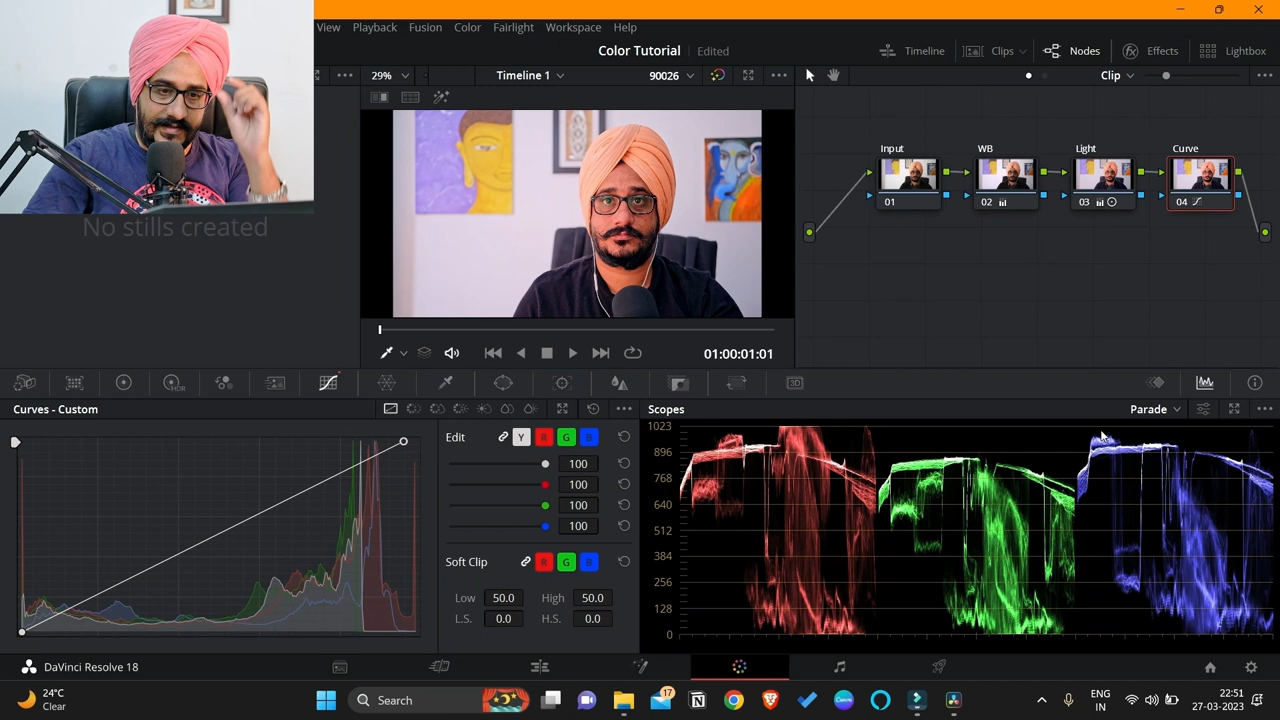 View Playback Fusion Color Fairlight Workspace Help
Color Tutorial Edited
Timeline Clips Nodes Effects Lightbox
29% Timeline 1 90026 Clip
Input WB Light Curve
01 02 03 04
No stills created
01:00:01:01
HDR 3D
Curves - Custom
Edit Y R G B
100
100
100
100
Soft Clip R G B
Low 50.0 High 50.0
L.S. 0.0 H.S. 0.0
Scopes Parade
1023
896
768
640
512
384
256
128
0
DaVinci Resolve 18
24°C
Clear
Search
17
Canva
ENG
IN
22:51
27-03-2023